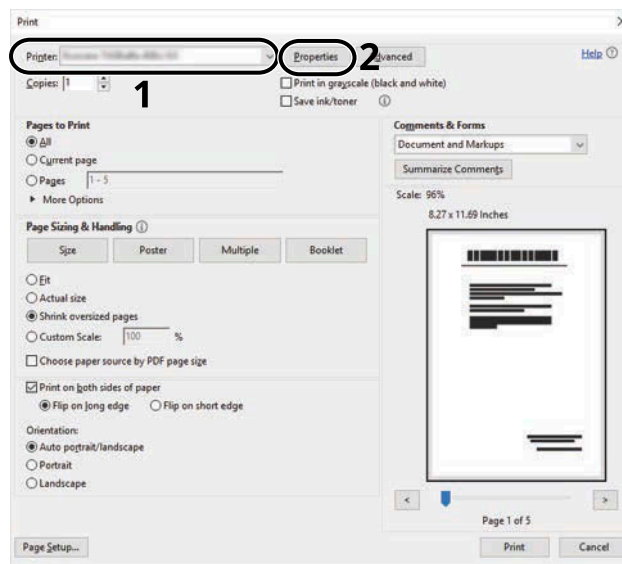 Print
Printer:
Properties
2
Advanced
Help
Copies: 1
1
Print in grayscale (black and white)
Save ink/toner
Pages to Print
All
Current page
Pages 1 - 5
More Options
Comments & Forms
Document and Markups
Summarize Comments
Scale: 96%
8.27 x 11.69 Inches
Page Sizing & Handling
Size Poster Multiple Booklet
Fit
Actual size
Shrink oversized pages
Custom Scale: 100 %
Choose paper source by PDF page size
Print on both sides of paper
Flip on long edge Flip on short edge
Orientation:
Auto portrait/landscape
Portrait
Landscape
< >
Page 1 of 5
Page Setup... Print Cancel